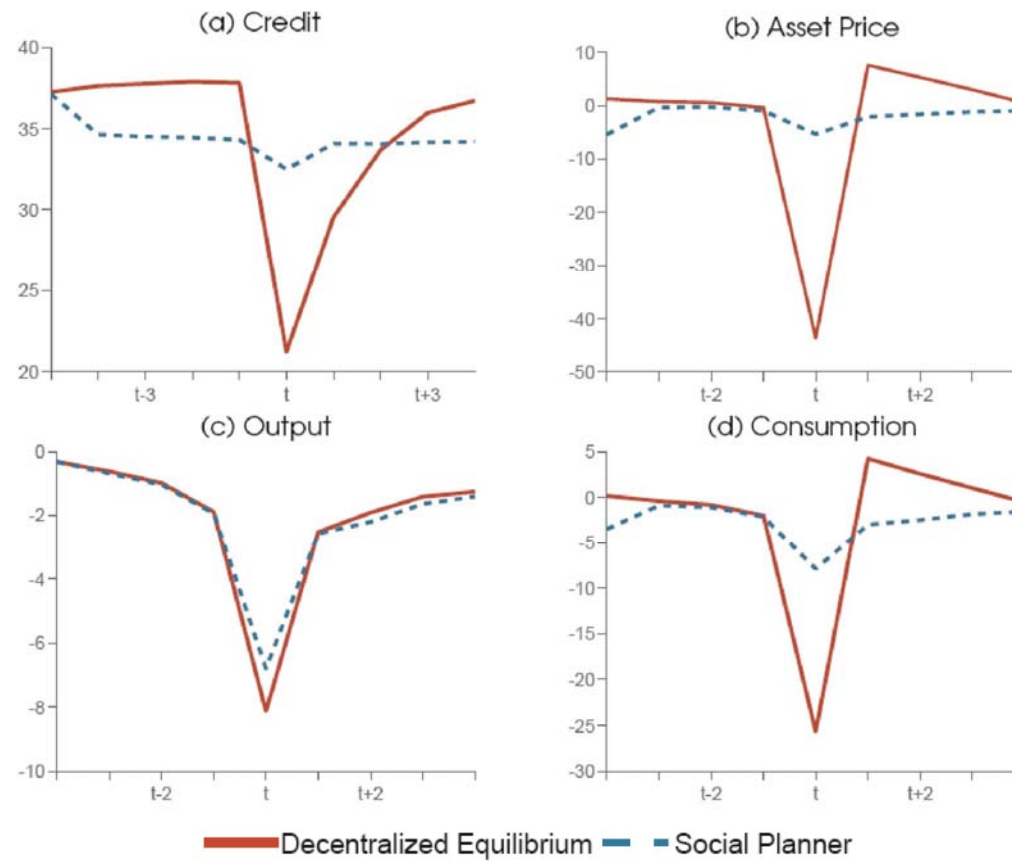 (a) Credit
40
35
30
25
20
t-3 t t+3
(b) Asset Price
10
0
-10
-20
-30
-40
-50
t-2 t t+2
(c) Output
0
-2
-4
-6
-8
-10
t-2 t t+2
(d) Consumption
5
0
-5
-10
-15
-20
-25
-30
t-2 t t+2
Decentralized Equilibrium Social Planner